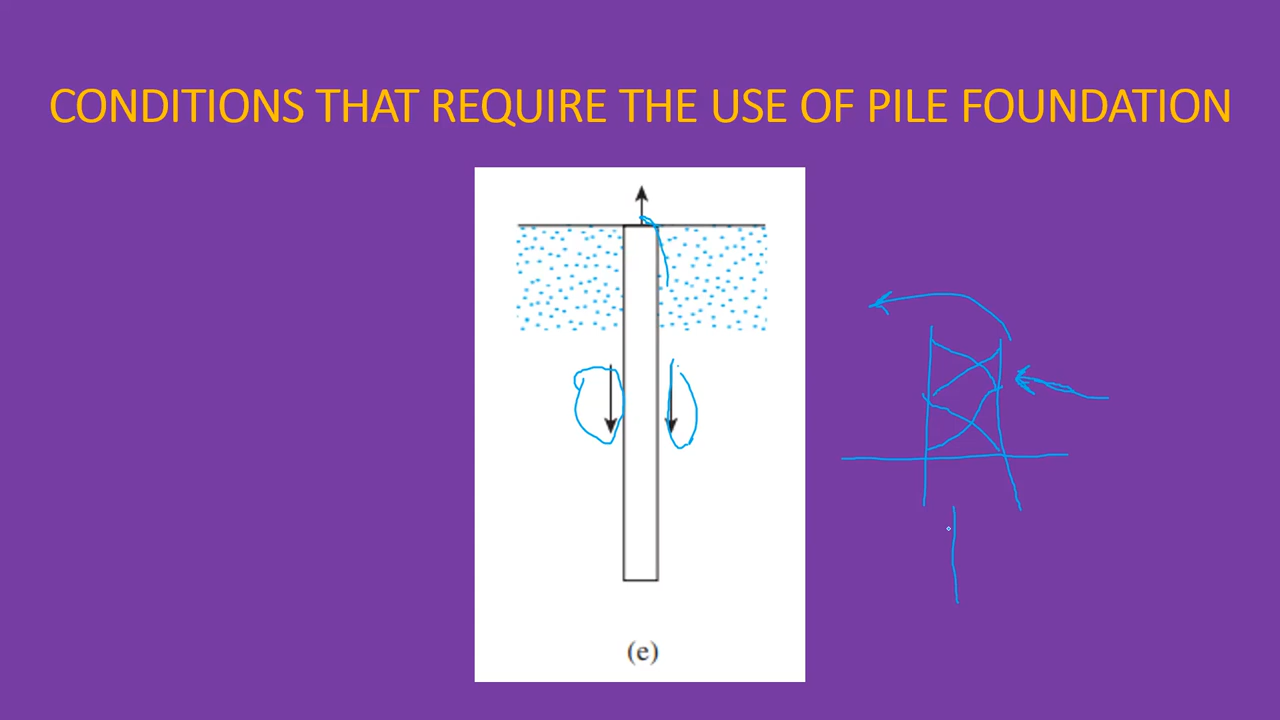 CONDITIONS THAT REQUIRE THE USE OF PILE FOUNDATION
(e)